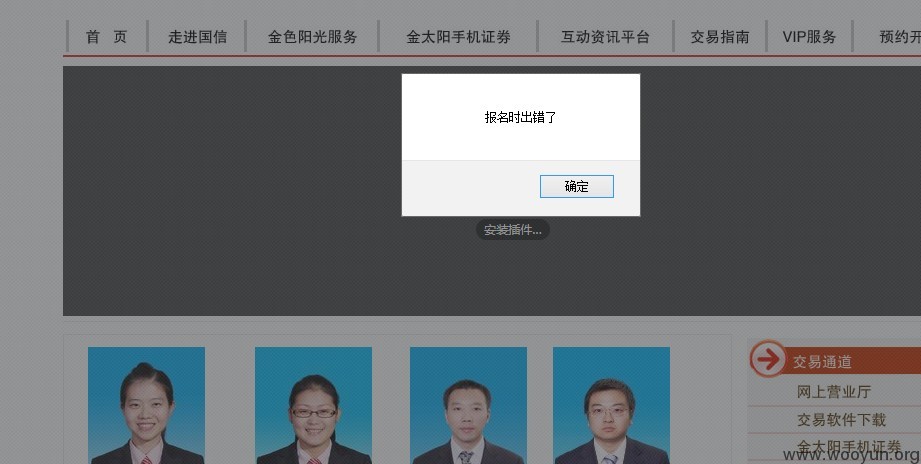 首 页 走进国信 金色阳光服务 金太阳手机证券 互动资讯平台 交易指南 VIP服务 预约开
报名时出错了
确定
安装插件...
交易通道
网上营业厅
交易软件下载
金太阳手机证券
www.wooyun.org